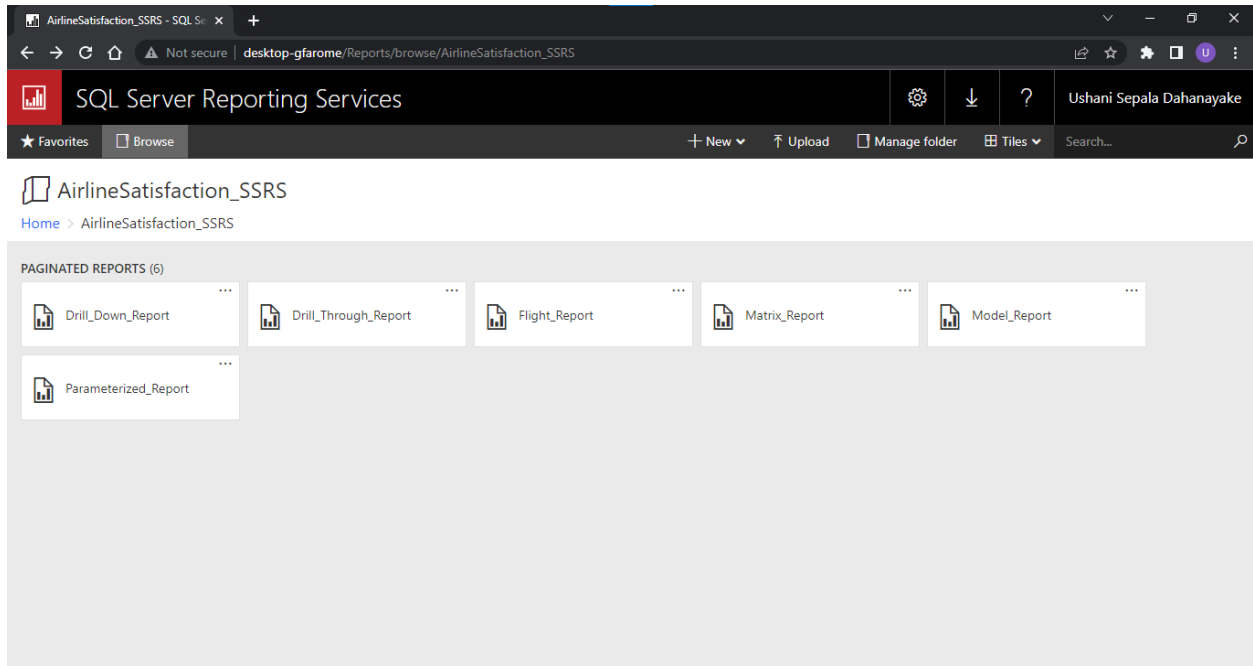 AirlineSatisfaction_SSRS - SQL Se
Not secure | desktop-gfarome/Reports/browse/AirlineSatisfaction_SSRS
U
SQL Server Reporting Services
? Ushani Sepala Dahanayake
Favorites Browse New Upload Manage folder Tiles Search...
AirlineSatisfaction_SSRS
Home > AirlineSatisfaction_SSRS
PAGINATED REPORTS (6)
Drill_Down_Report Drill_Through_Report Flight_Report Matrix_Report Model_Report
Parameterized_Report